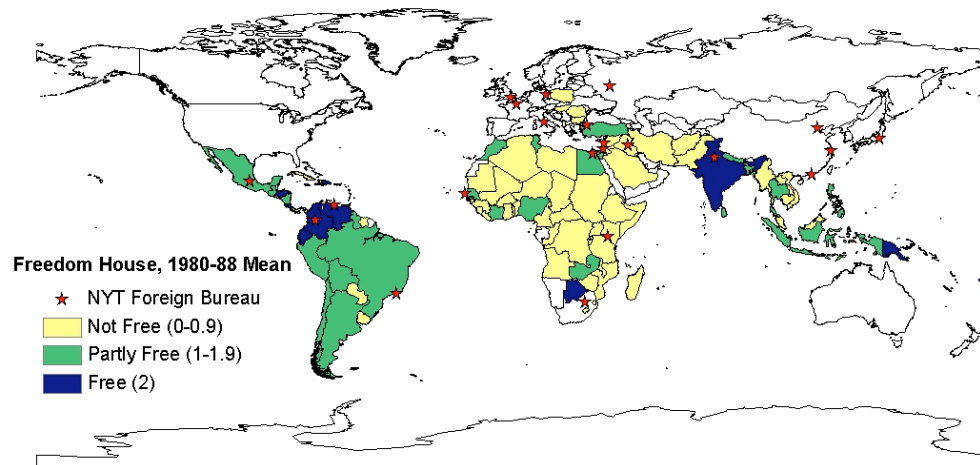 Freedom House, 1980-88 Mean
NYT Foreign Bureau
Not Free (0-0.9)
Partly Free (1-1.9)
Free (2)